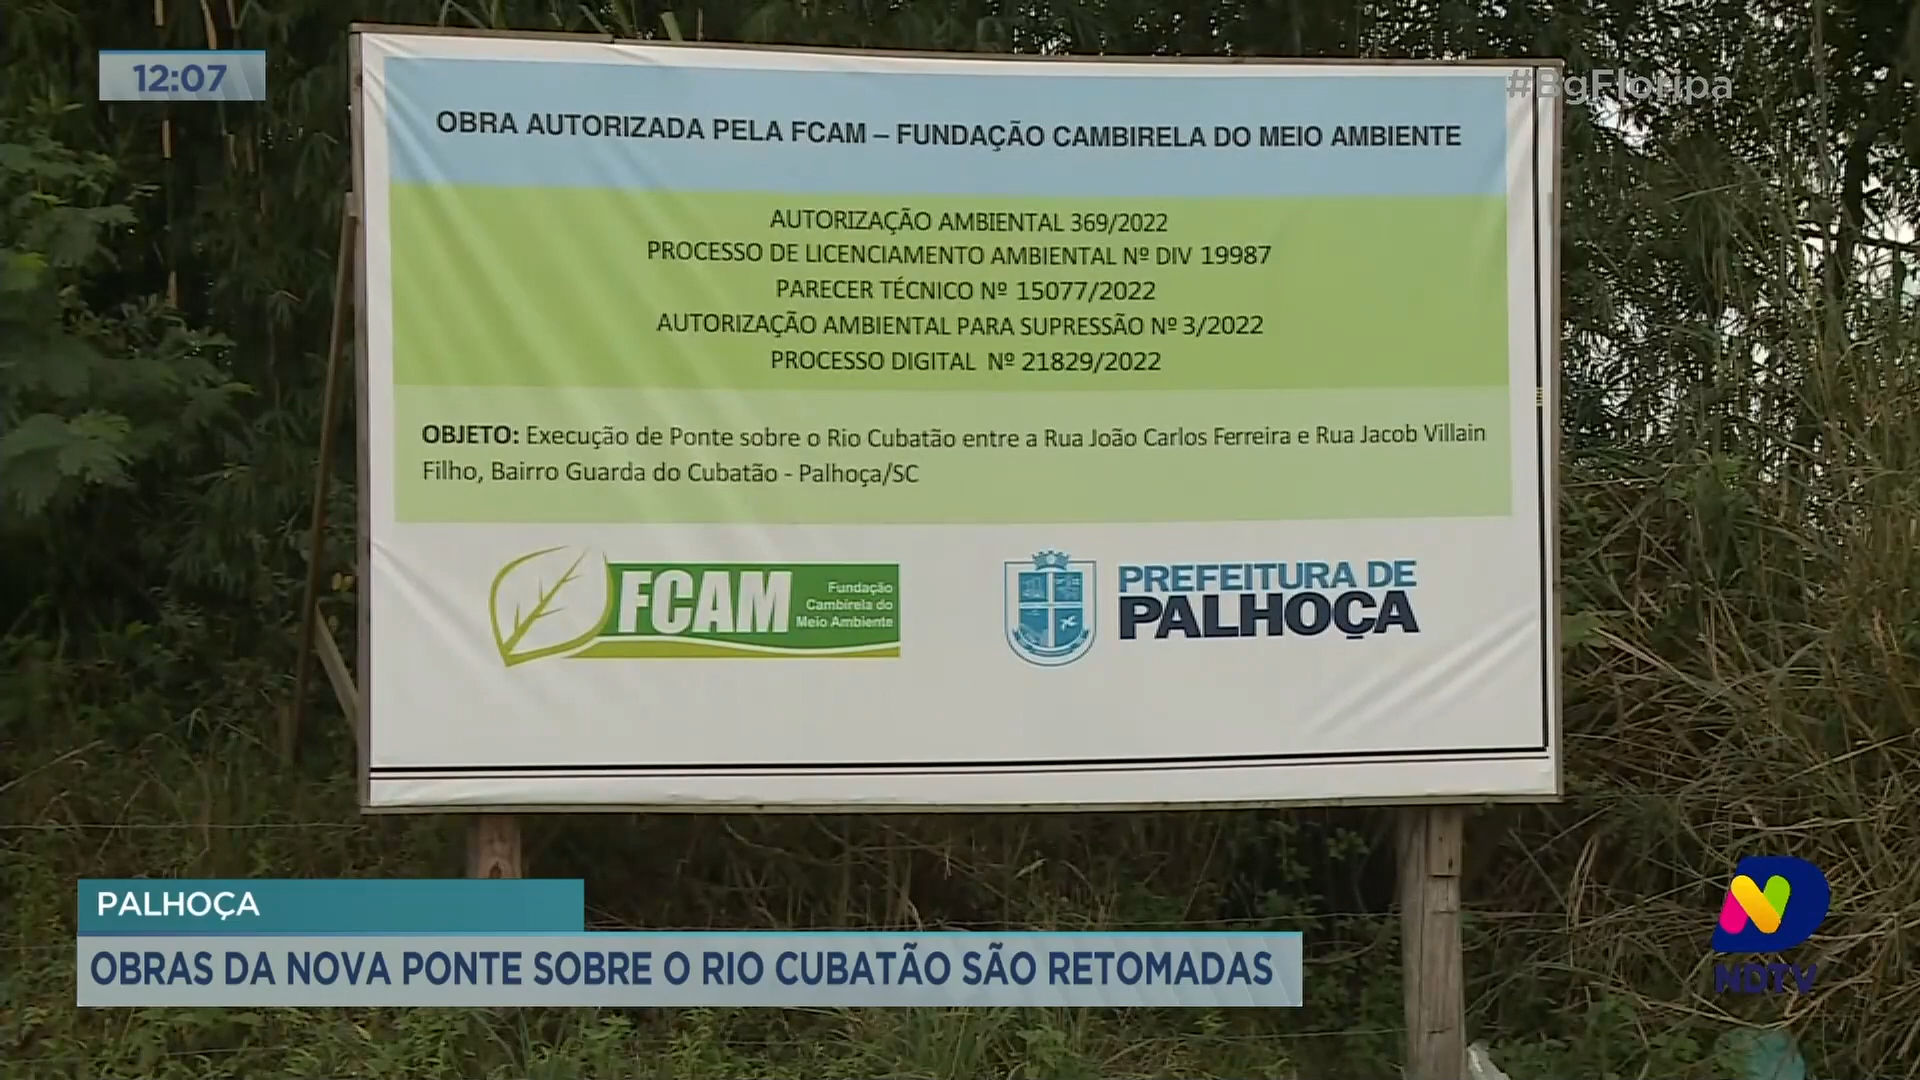 12:07
#BgFloripa
OBRA AUTORIZADA PELA FCAM – FUNDAÇÃO CAMBIRELA DO MEIO AMBIENTE
AUTORIZAÇÃO AMBIENTAL 369/2022
PROCESSO DE LICENCIAMENTO AMBIENTAL Nº DIV 19987
PARECER TÉCNICO Nº 15077/2022
AUTORIZAÇÃO AMBIENTAL PARA SUPRESSÃO Nº 3/2022
PROCESSO DIGITAL Nº 21829/2022
OBJETO: Execução de Ponte sobre o Rio Cubatão entre a Rua João Carlos Ferreira e Rua Jacob Villain
Filho, Bairro Guarda do Cubatão - Palhoça/SC
FCAM
Fundação
Cambirela do
Meio Ambiente
PREFEITURA DE
PALHOÇA
PALHOÇA
OBRAS DA NOVA PONTE SOBRE O RIO CUBATÃO SÃO RETOMADAS
N
NDTV